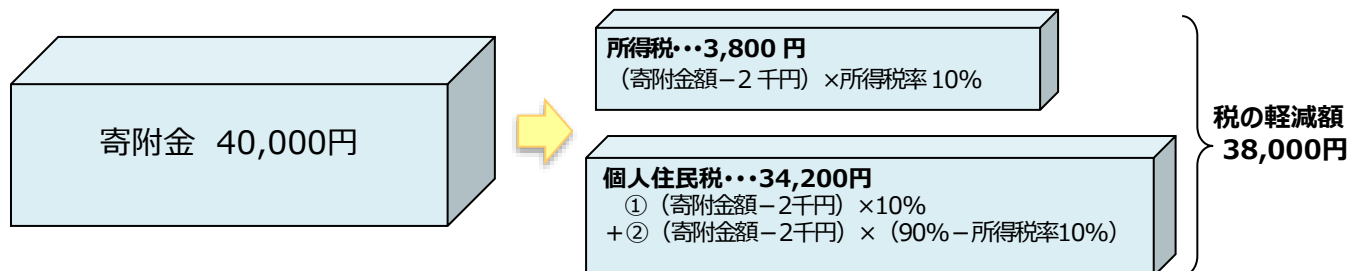 寄附金 40,000円
所得税・・・3,800 円
（寄附金額－2 千円）×所得税率 10%
個人住民税・・・34,200円
①（寄附金額－2千円）×10%
＋②（寄附金額－2千円）×（90%－所得税率10%）
税の軽減額
38,000円